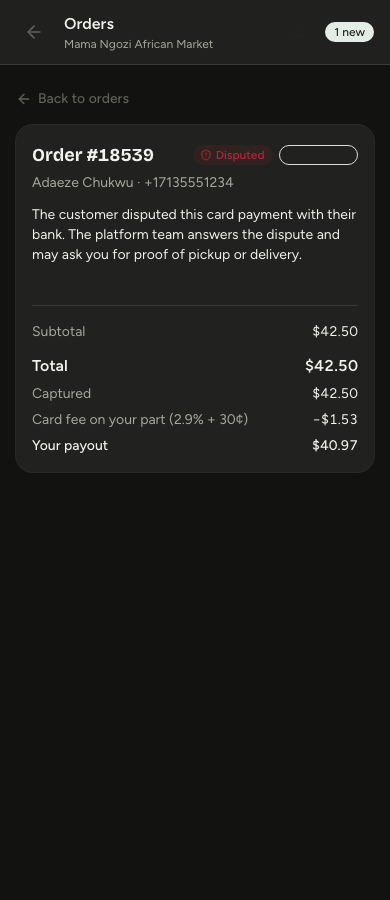 Orders
Mama Ngozi African Market
1 new
Back to orders
Order #18539
Disputed
Adaeze Chukwu · +17135551234
The customer disputed this card payment with their
bank. The platform team answers the dispute and
may ask you for proof of pickup or delivery.
Subtotal
$42.50
Total
$42.50
Captured
$42.50
Card fee on your part (2.9% + 30¢)
−$1.53
Your payout
$40.97